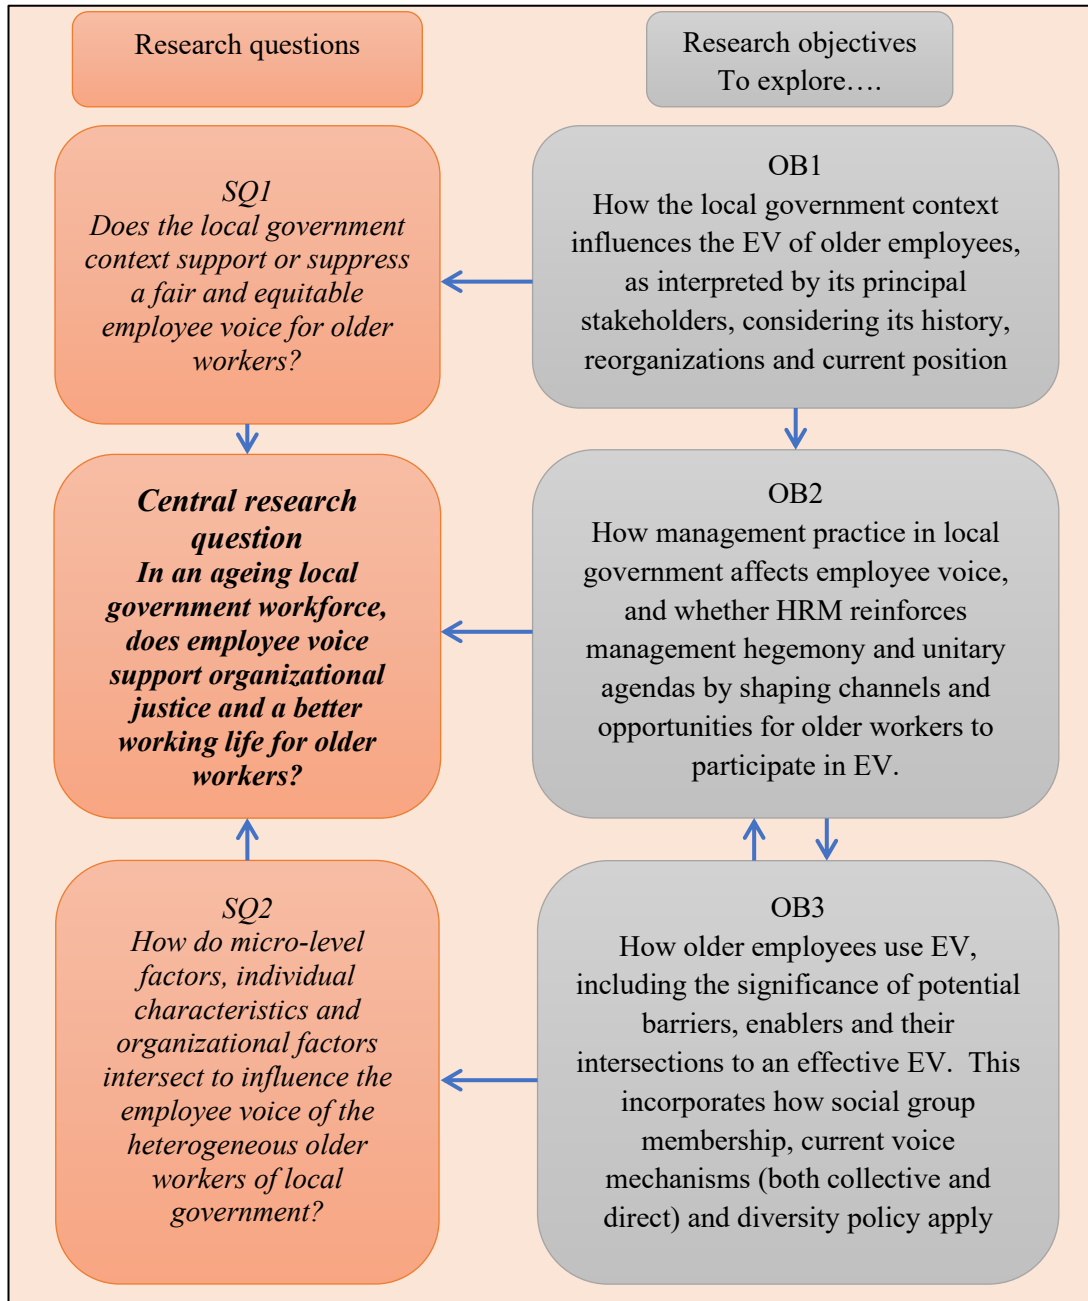 Research questions
Research objectives
To explore….
SQ1
Does the local government
context support or suppress
a fair and equitable
employee voice for older
workers?
OB1
How the local government context
influences the EV of older employees,
as interpreted by its principal
stakeholders, considering its history,
reorganizations and current position
Central research
question
In an ageing local
government workforce,
does employee voice
support organizational
justice and a better
working life for older
workers?
OB2
How management practice in local
government affects employee voice,
and whether HRM reinforces
management hegemony and unitary
agendas by shaping channels and
opportunities for older workers to
participate in EV.
SQ2
How do micro-level
factors, individual
characteristics and
organizational factors
intersect to influence the
employee voice of the
heterogeneous older
workers of local
government?
OB3
How older employees use EV,
including the significance of potential
barriers, enablers and their
intersections to an effective EV.  This
incorporates how social group
membership, current voice
mechanisms (both collective and
direct) and diversity policy apply